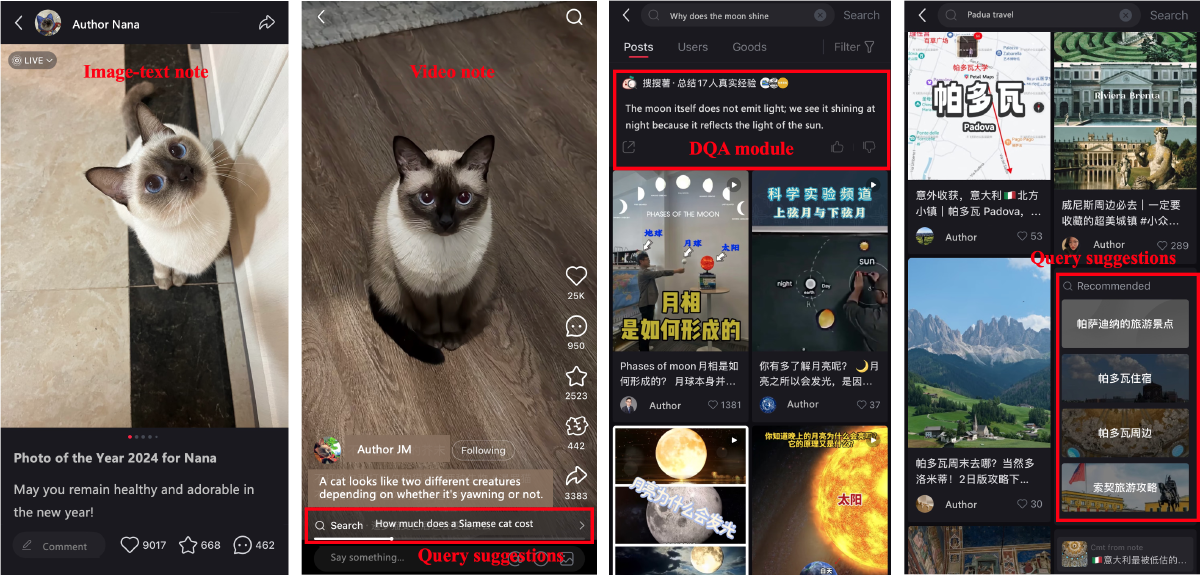 Author Nana
LIVE
Image-text note
Photo of the Year 2024 for Nana
May you remain healthy and adorable in
the new year!
Comment
9017
668
462
Video note
25K
950
2523
442
3383
Author JM
Following
A cat looks like two different creatures
depending on whether it's yawning or not.
Search
How much does a Siamese cat cost
Say something...
Query suggestions
Why does the moon shine
Search
Posts
Users
Goods
Filter
搜搜薯·总结17人真实经验
The moon itself does not emit light; we see it shining at
night because it reflects the light of the sun.
DQA module
PHASES OF THE MOON
地球
月球
太阳
月相
是如何形成的
Phases of moon 月相是如
何形成的? 月球本身并...
Author
1381
科学实验频道
上弦月与下弦月
sun
night
earth
Day
你有多了解月亮呢?🌙月
亮之所以会发光，是因...
Author
37
月亮为什么会发光
你知道晚上的月亮为什么会发亮吗?
它的原理又是什么?
太阳
白天
Padua travel
Search
帕多瓦大学
Petal Maps
帕多瓦
Padova
意外收获，意大利🇮🇹北方
小镇｜帕多瓦 Padova，...
Author
53
Riviera Brenta
威尼斯周边必去｜一定要
收藏的超美城镇 #小众...
Author
289
Query suggestions
Recommended
帕萨迪纳的旅游景点
帕多瓦住宿
帕多瓦周边
索契旅游攻略
帕多瓦周末去哪？当然多
洛米蒂！2日版攻略下...
Author
30
Cmt from note
🇮🇹意大利最被低估的...